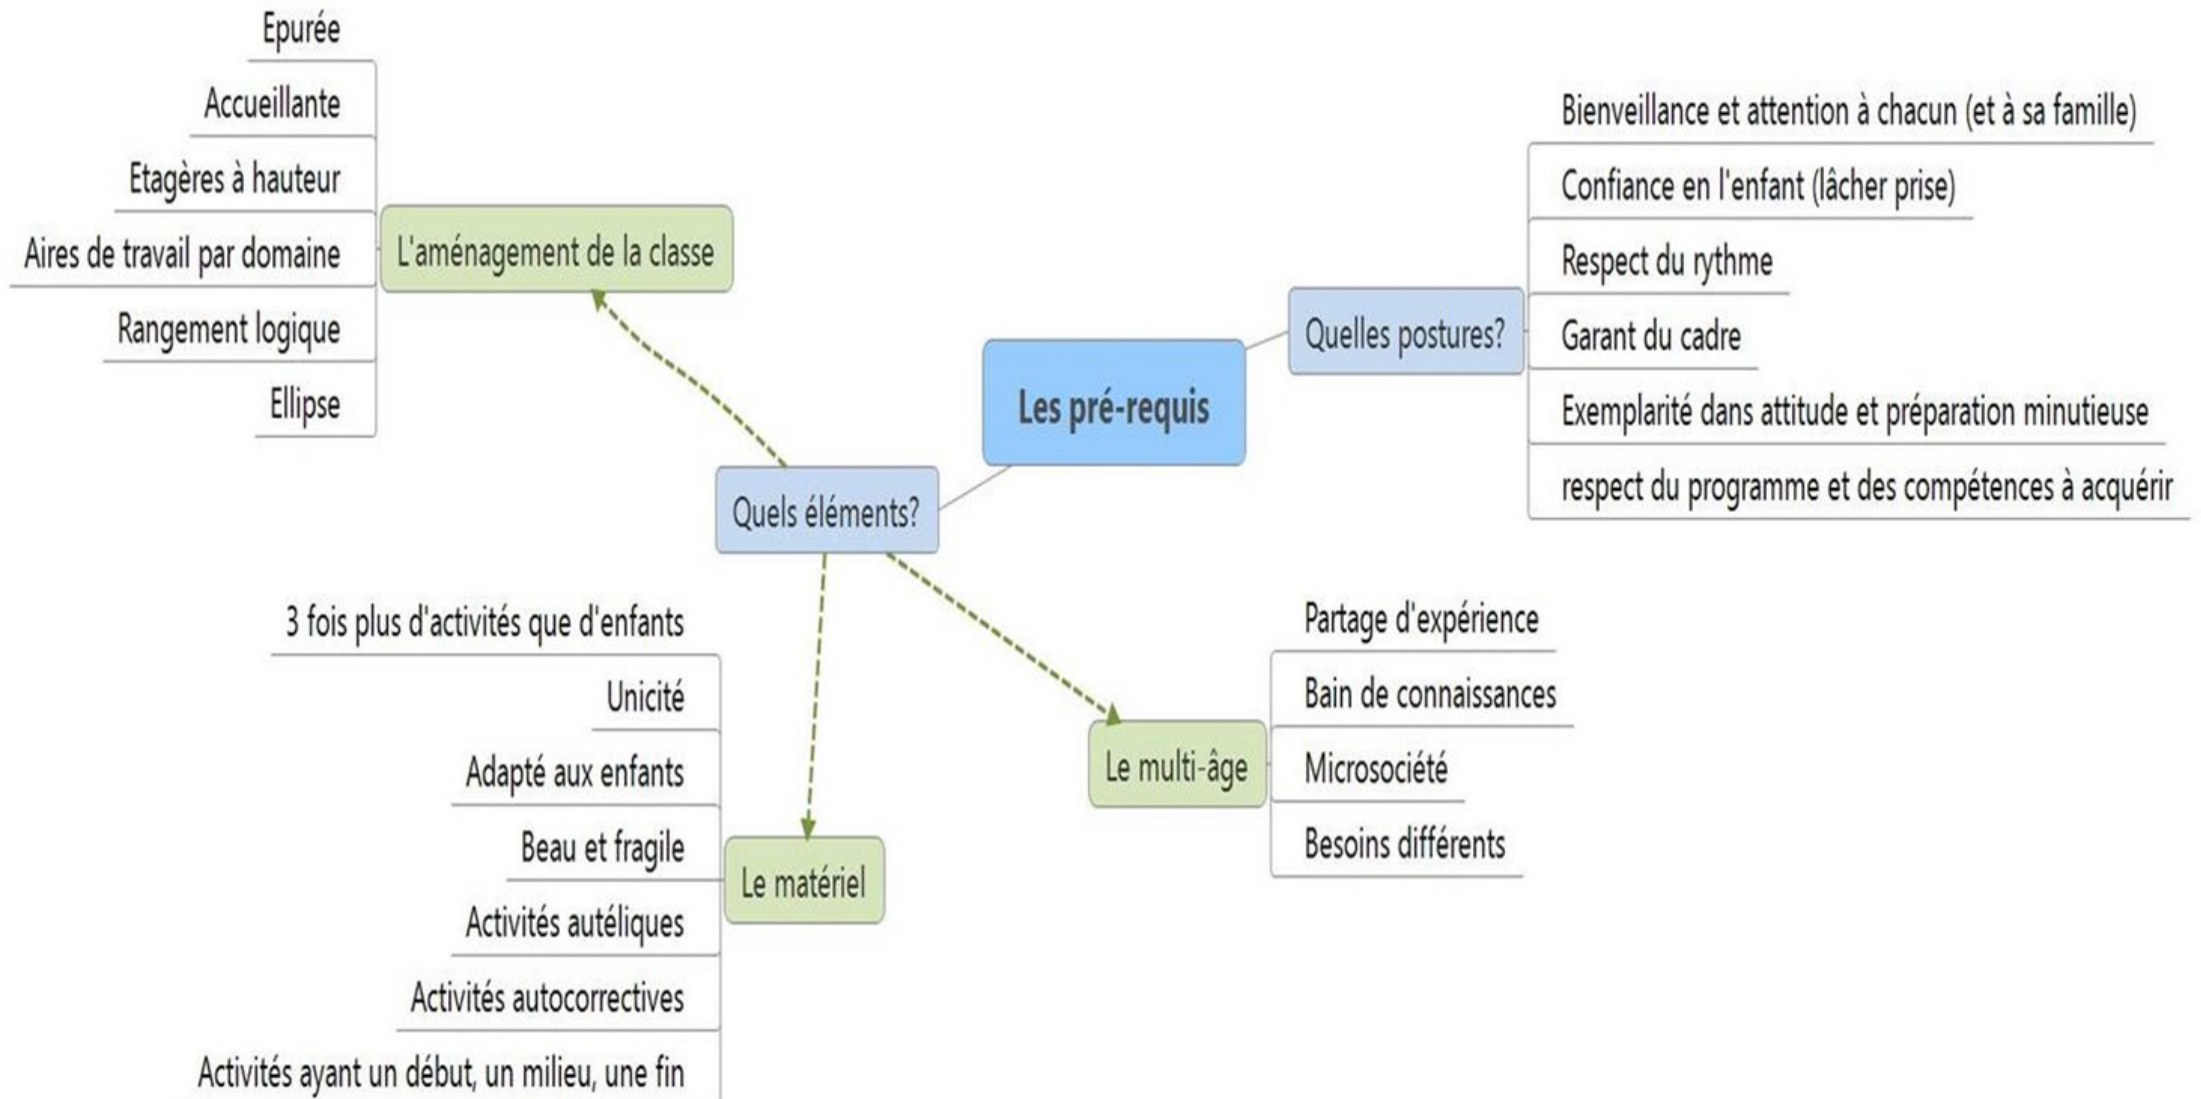 Les pré-requis
Quelles postures?
Bienveillance et attention à chacun (et à sa famille)
Confiance en l'enfant (lâcher prise)
Respect du rythme
Garant du cadre
Exemplarité dans attitude et préparation minutieuse
respect du programme et des compétences à acquérir
Quels éléments?
L'aménagement de la classe
Epurée
Accueillante
Etagères à hauteur
Aires de travail par domaine
Rangement logique
Ellipse
Le matériel
3 fois plus d'activités que d'enfants
Unicité
Adapté aux enfants
Beau et fragile
Activités autéliques
Activités autocorrectives
Activités ayant un début, un milieu, une fin
Le multi-âge
Partage d'expérience
Bain de connaissances
Microsociété
Besoins différents